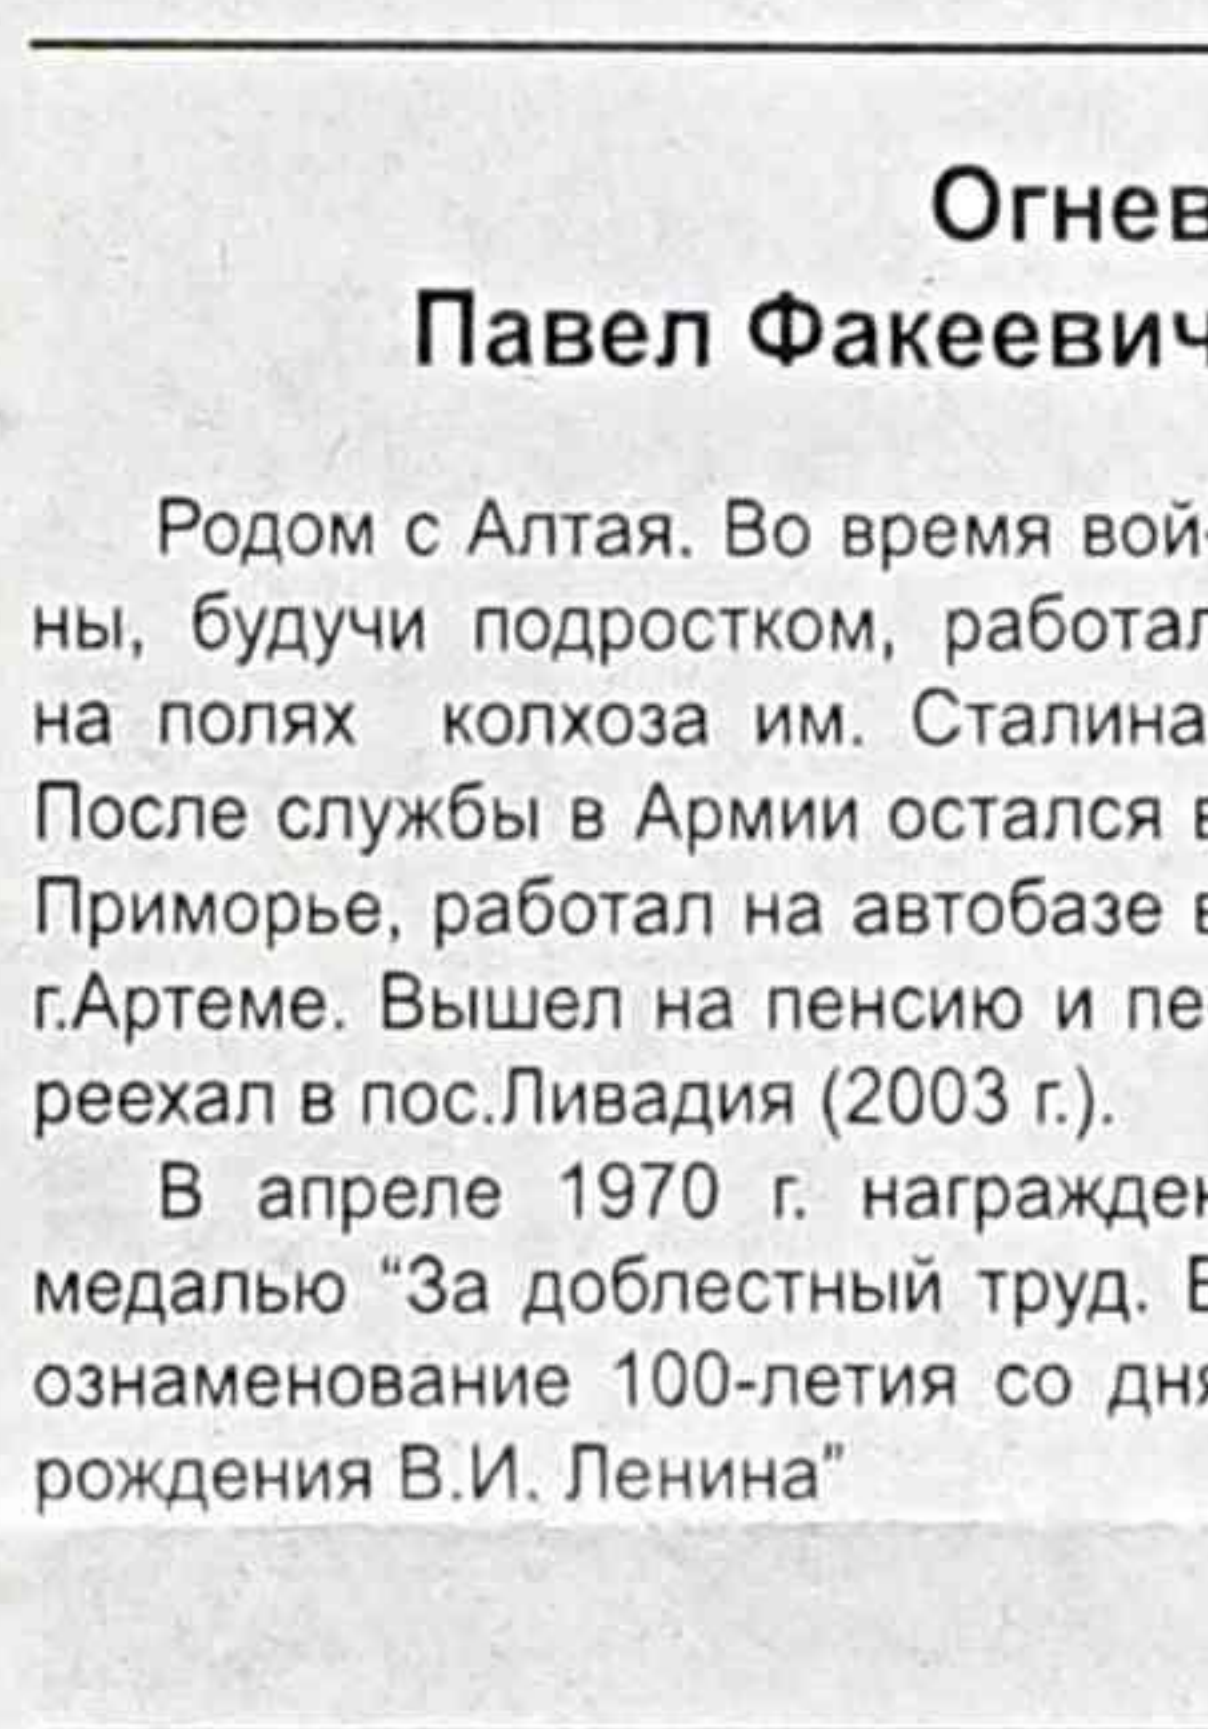 Огнев
Павел Факеевич
Родом с Алтая. Во время вой-
ны, будучи подростком, работал
на полях колхоза им. Сталина.
После службы в Армии остался в
Приморье, работал на автобазе в
г.Артеме. Вышел на пенсию и пе-
реехал в пос.Ливадия (2003 г.).
В апреле 1970 г. награжден
медалью “За доблестный труд. В
ознаменование 100-летия со дня
рождения В.И. Ленина”